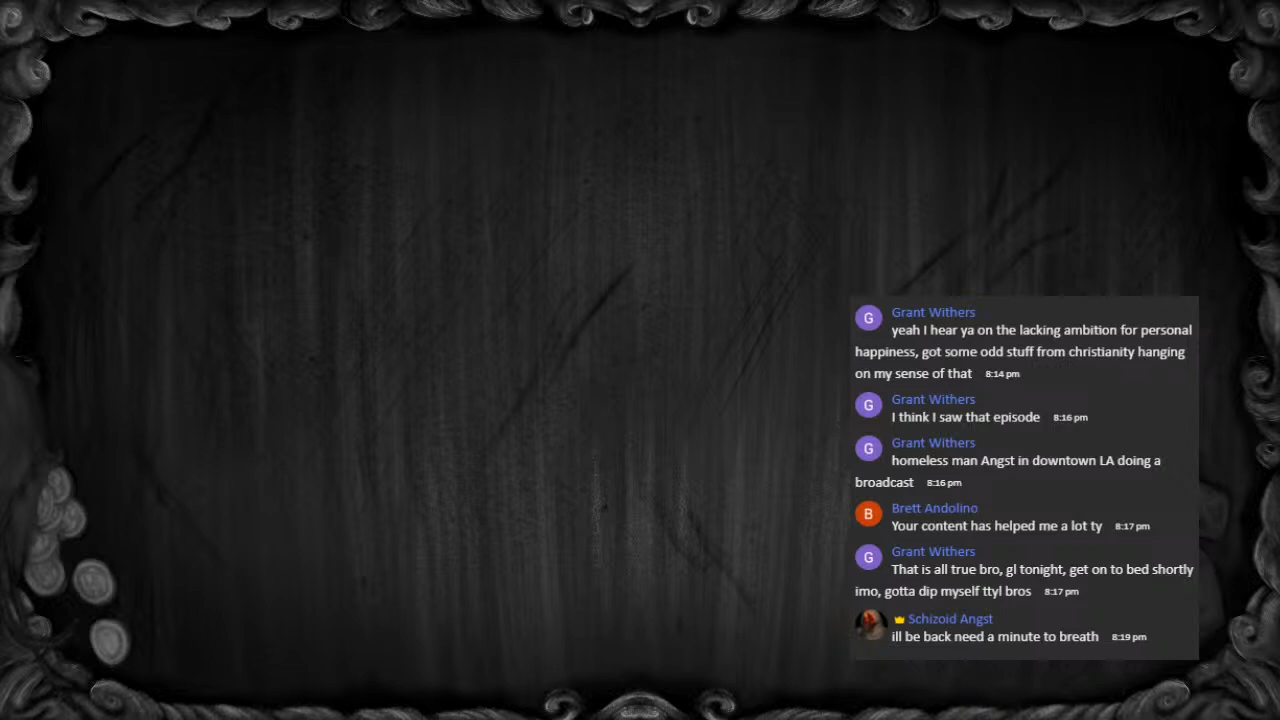 G
Grant Withers
yeah I hear ya on the lacking ambition for personal
happiness, got some odd stuff from christianity hanging
on my sense of that 8:14 pm
G
Grant Withers
I think I saw that episode 8:16 pm
G
Grant Withers
homeless man Angst in downtown LA doing a
broadcast 8:16 pm
B
Brett Andolino
Your content has helped me a lot ty 8:17 pm
G
Grant Withers
That is all true bro, gl tonight, get on to bed shortly
imo, gotta dip myself ttyl bros 8:17 pm
Schizoid Angst
ill be back need a minute to breath 8:19 pm